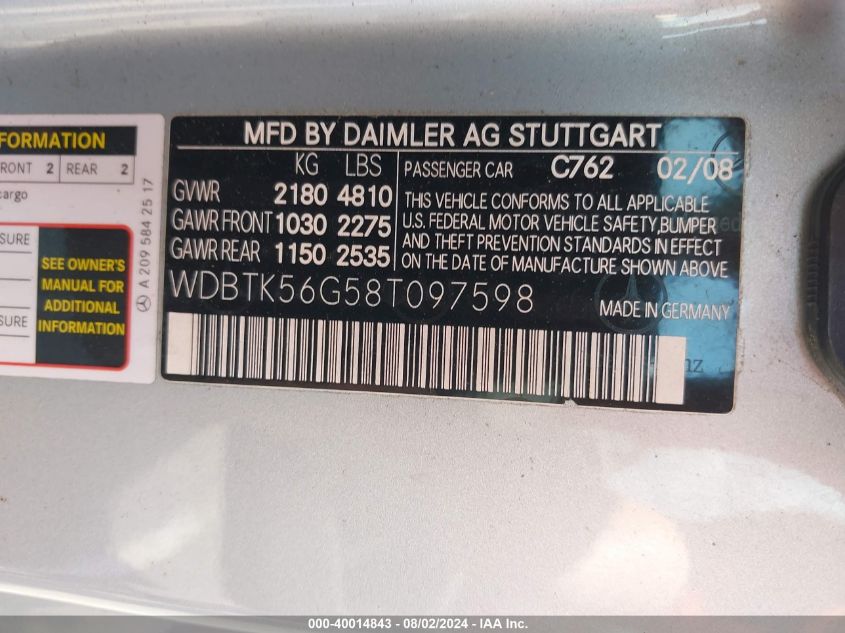 FORMATION
FRONT 2 REAR 2
cargo
SURE
SURE
SEE OWNER'S
MANUAL FOR
ADDITIONAL
INFORMATION
A 209 584 25 17
MFD BY DAIMLER AG STUTTGART
KG LBS
GVWR 2180 4810
GAWR FRONT 1030 2275
GAWR REAR 1150 2535
PASSENGER CAR C762 02/08
THIS VEHICLE CONFORMS TO ALL APPLICABLE
U.S. FEDERAL MOTOR VEHICLE SAFETY,BUMPER
AND THEFT PREVENTION STANDARDS IN EFFECT
ON THE DATE OF MANUFACTURE SHOWN ABOVE
WDBTK56G58T097598
MADE IN GERMANY
000-40014843 - 08/02/2024 - IAA Inc.